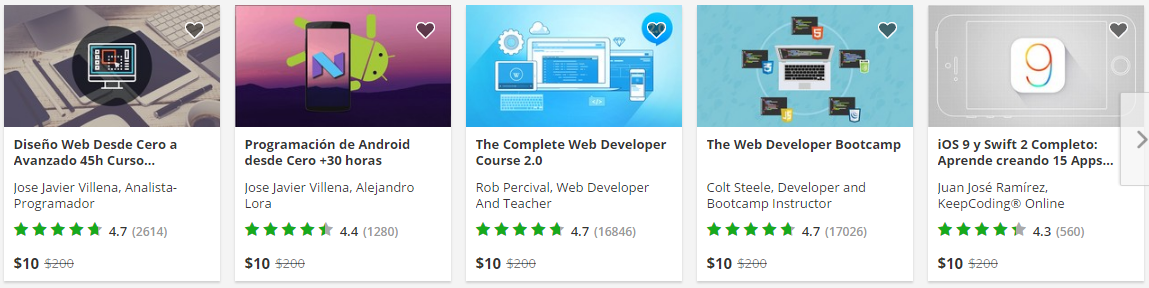 Diseño Web Desde Cero a
Avanzado 45h Curso...
Jose Javier Villena, Analista-
Programador
4.7 (2614)
$10 $200
Programación de Android
desde Cero +30 horas
Jose Javier Villena, Alejandro
Lora
4.4 (1280)
$10 $200
The Complete Web Developer
Course 2.0
Rob Percival, Web Developer
And Teacher
4.7 (16846)
$10 $200
The Web Developer Bootcamp
Colt Steele, Developer and
Bootcamp Instructor
4.7 (17026)
$10 $200
9
iOS 9 y Swift 2 Completo:
Aprende creando 15 Apps...
Juan José Ramírez,
KeepCoding® Online
4.3 (560)
$10 $200